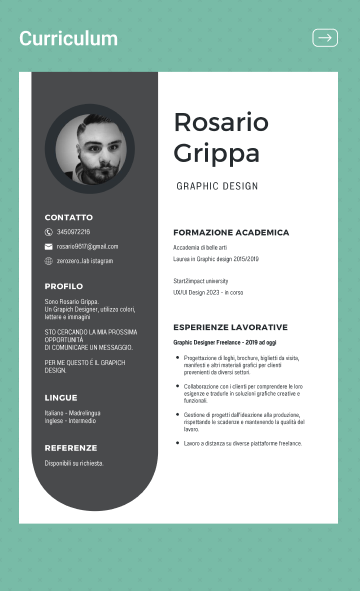 Curriculum
Rosario
Grippa
GRAPHIC DESIGN
CONTATTO
3450972216
rosario9617@gmail.com
zerozero_lab istagram
PROFILO
Sono Rosario Grippa.
Un Grapich Designer, utilizzo colori,
lettere e immagini
STO CERCANDO LA MIA PROSSIMA
OPPORTUNITÀ
DI COMUNICARE UN MESSAGGIO.
PER ME QUESTO È IL GRAPICH
DESIGN.
LINGUE
Italiano - Madrelingua
Inglese - Intermedio
REFERENZE
Disponibili su richiesta.
FORMAZIONE ACADEMICA
Accademia di belle arti
Laurea in Graphic design 2015/2019
Start2impact university
UX/UI Design 2023 - in corso
ESPERIENZE LAVORATIVE
Graphic Designer Freelance - 2019 ad oggi
Progettazione di loghi, brochure, biglietti da visita,
manifesti e altri materiali grafici per clienti
provenienti da diversi settori.
Collaborazione con i clienti per comprendere le loro
esigenze e tradurle in soluzioni grafiche creative e
funzionali.
Gestione di progetti dall'ideazione alla produzione,
rispettando le scadenze e mantenendo la qualità del
lavoro.
Lavoro a distanza su diverse piattaforme freelance.